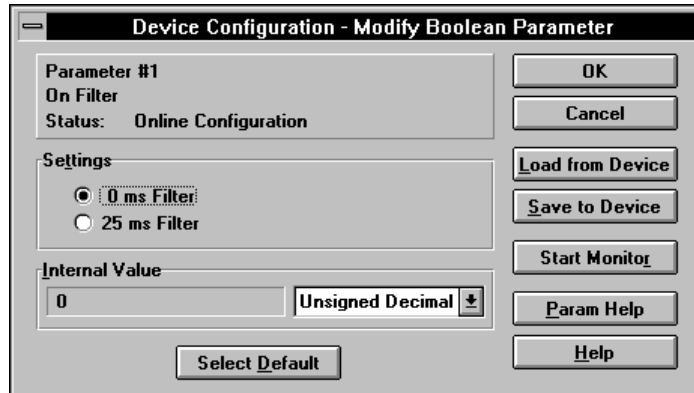 Device Configuration - Modify Boolean Parameter
Parameter #1
On Filter
Status: Online Configuration
OK
Cancel
Settings
0 ms Filter
25 ms Filter
Load from Device
Save to Device
Start Monitor
Internal Value
0
Unsigned Decimal
Param Help
Help
Select Default